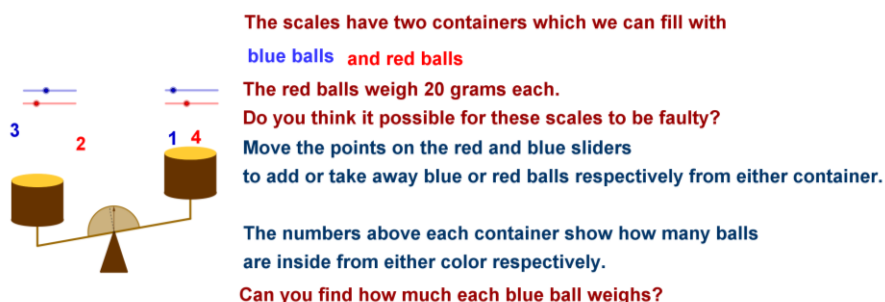 The scales have two containers which we can fill with
blue balls and red balls
The red balls weigh 20 grams each.
Do you think it possible for these scales to be faulty?
3 2 1 4
Move the points on the red and blue sliders
to add or take away blue or red balls respectively from either container.
The numbers above each container show how many balls
are inside from either color respectively.
Can you find how much each blue ball weighs?